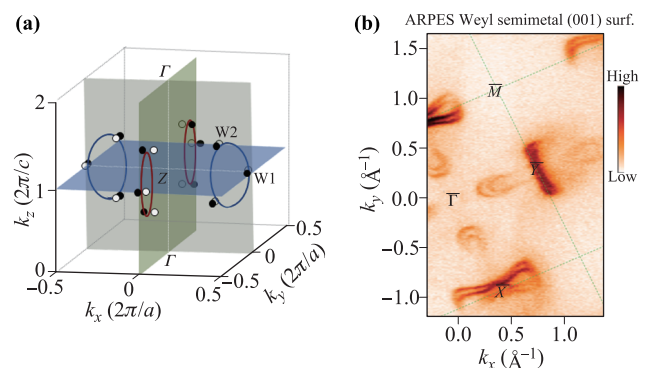 (a)
Γ
2
W2
k_z (2π/c)
1
Z
W1
0
Γ
0.5
0
k_y (2π/a)
−0.5
−0.5
0
0.5
k_x (2π/a)
(b)
ARPES Weyl semimetal (001) surf.
1.5
High
M̅
1.0
0.5
Y̅
Low
k_y (Å⁻¹)
0.0
Γ̅
−0.5
X̅
−1.0
0.0
0.5
1.0
k_x (Å⁻¹)